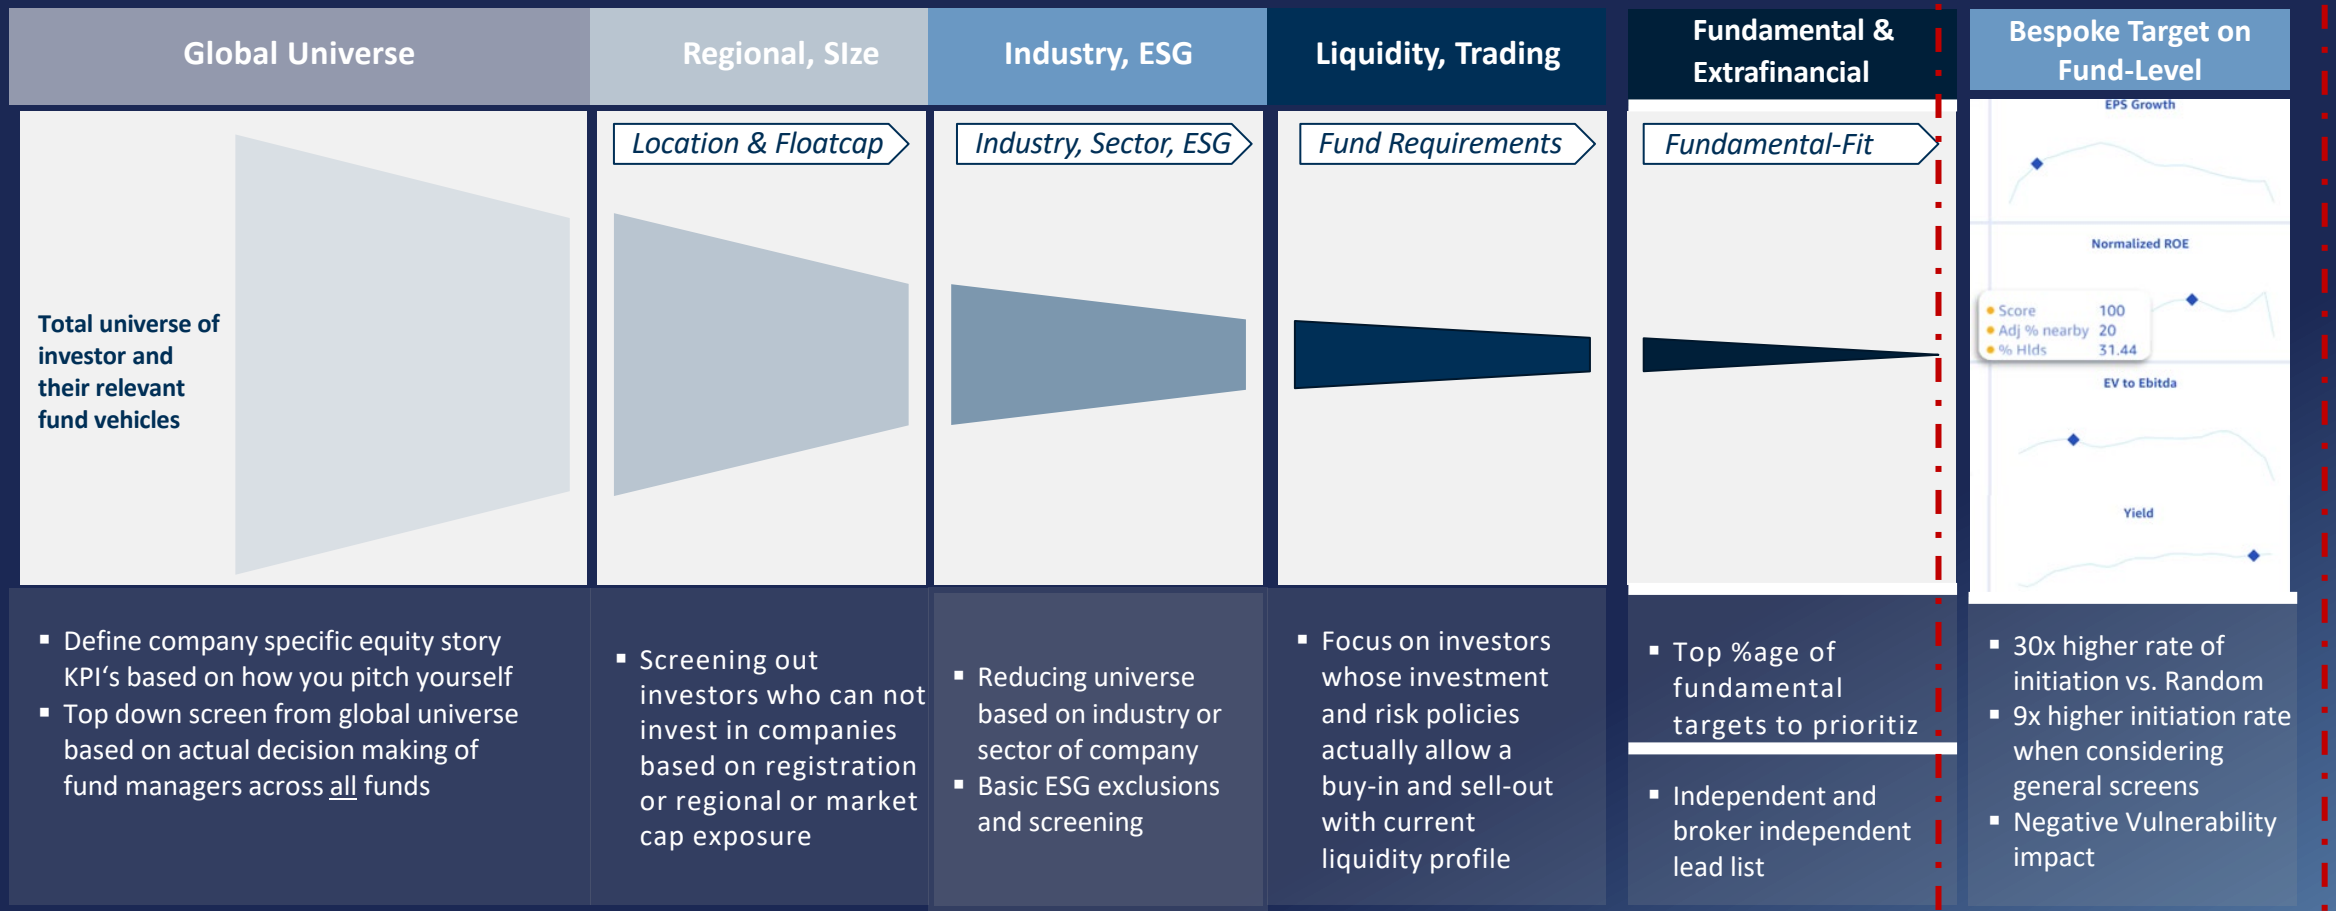 Global Universe
Regional, SIze
Industry, ESG
Liquidity, Trading
Fundamental &
Extrafinancial
Bespoke Target on
Fund-Level
Total universe of
investor and
their relevant
fund vehicles
Location & Floatcap
Industry, Sector, ESG
Fund Requirements
Fundamental-Fit
EPS Growth
Normalized ROE
Score 100
Adj % nearby 20
% Hlds 31.44
EV to Ebitda
Yield
▪ Define company specific equity story
KPI‘s based on how you pitch yourself
▪ Top down screen from global universe
based on actual decision making of
fund managers across all funds
▪ Screening out
investors who can not
invest in companies
based on registration
or regional or market
cap exposure
▪ Reducing universe
based on industry or
sector of company
▪ Basic ESG exclusions
and screening
▪ Focus on investors
whose investment
and risk policies
actually allow a
buy-in and sell-out
with current
liquidity profile
▪ Top %age of
fundamental
targets to prioritiz
▪ Independent and
broker independent
lead list
▪ 30x higher rate of
initiation vs. Random
▪ 9x higher initiation rate
when considering
general screens
▪ Negative Vulnerability
impact